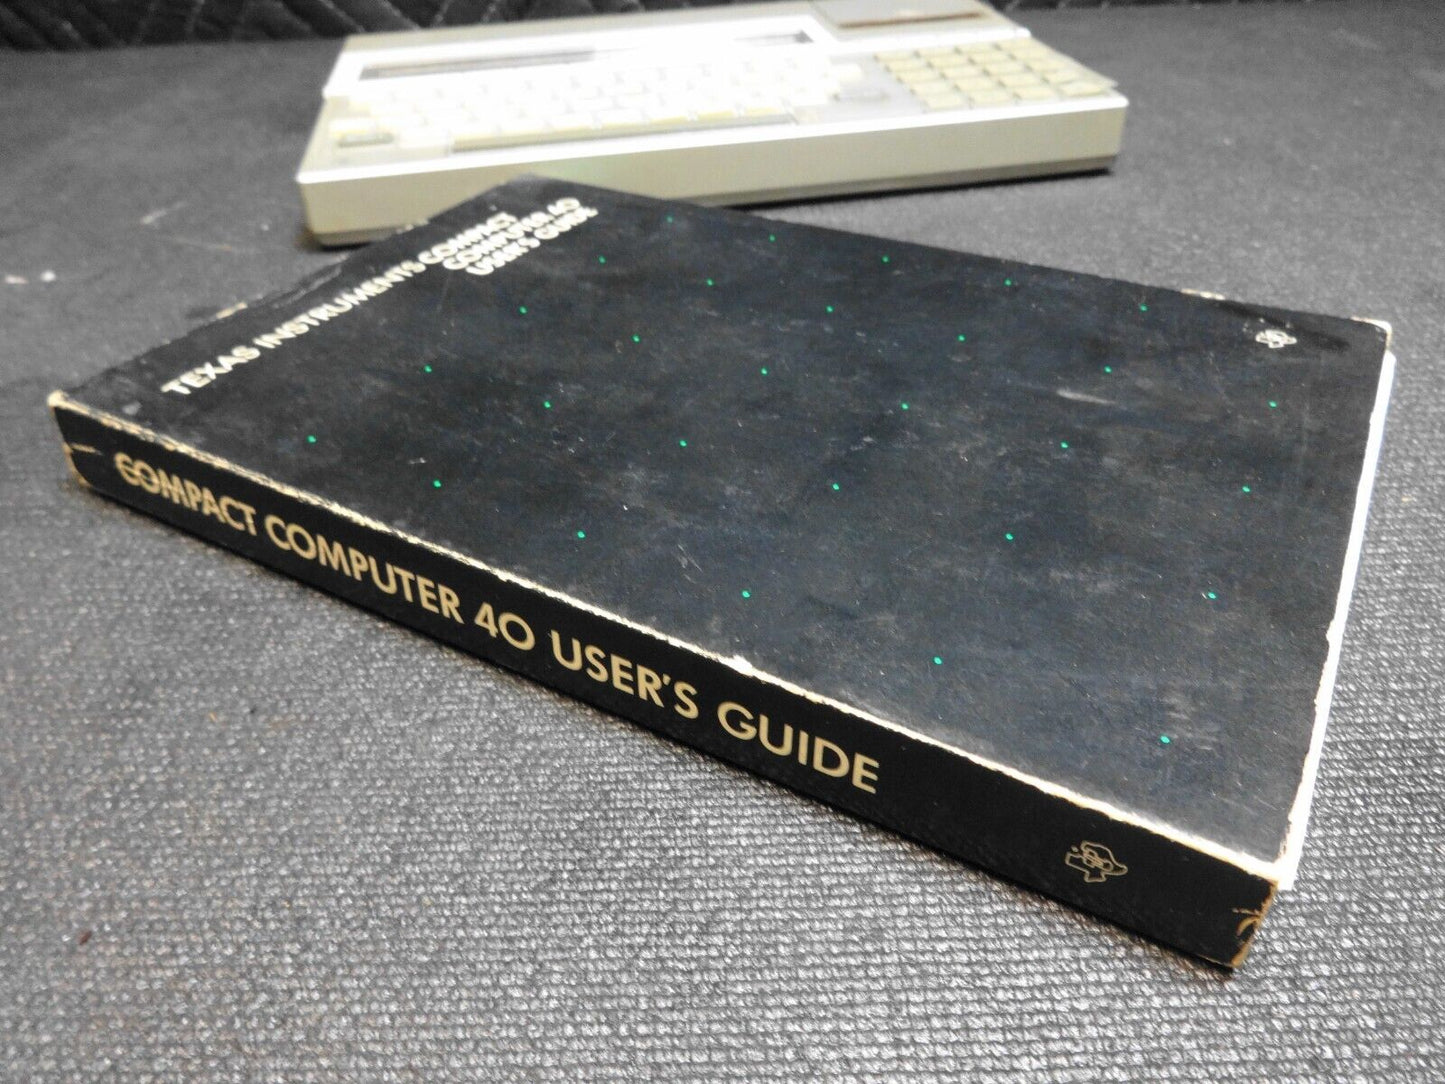 TEXAS INSTRUMENTS COMPACT
COMPUTER 40
USER'S GUIDE
COMPACT COMPUTER 40 USER'S GUIDE